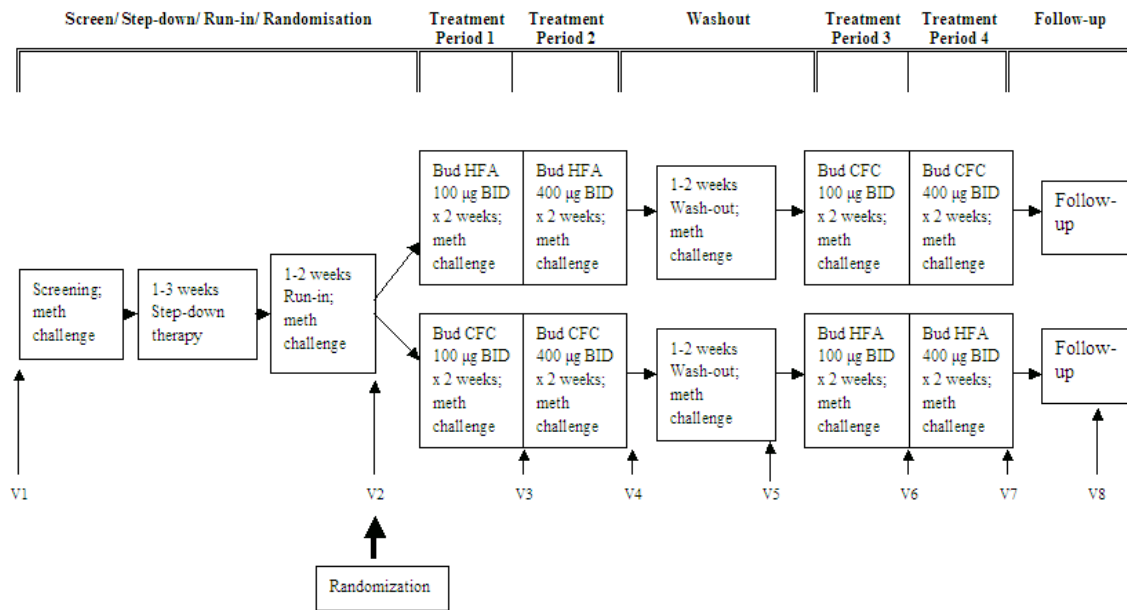 Screen/ Step-down/ Run-in/ Randomisation
Treatment
Period 1
Treatment
Period 2
Washout
Treatment
Period 3
Treatment
Period 4
Follow-up
Screening;
meth
challenge
1-3 weeks
Step-down
therapy
1-2 weeks
Run-in;
meth
challenge
Bud HFA
100 μg BID
x 2 weeks;
meth
challenge
Bud HFA
400 μg BID
x 2 weeks;
meth
challenge
1-2 weeks
Wash-out;
meth
challenge
Bud CFC
100 μg BID
x 2 weeks;
meth
challenge
Bud CFC
400 μg BID
x 2 weeks;
meth
challenge
Follow-
up
Bud CFC
100 μg BID
x 2 weeks;
meth
challenge
Bud CFC
400 μg BID
x 2 weeks;
meth
challenge
1-2 weeks
Wash-out;
meth
challenge
Bud HFA
100 μg BID
x 2 weeks;
meth
challenge
Bud HFA
400 μg BID
x 2 weeks;
meth
challenge
Follow-
up
V1
V2
V3
V4
V5
V6
V7
V8
Randomization